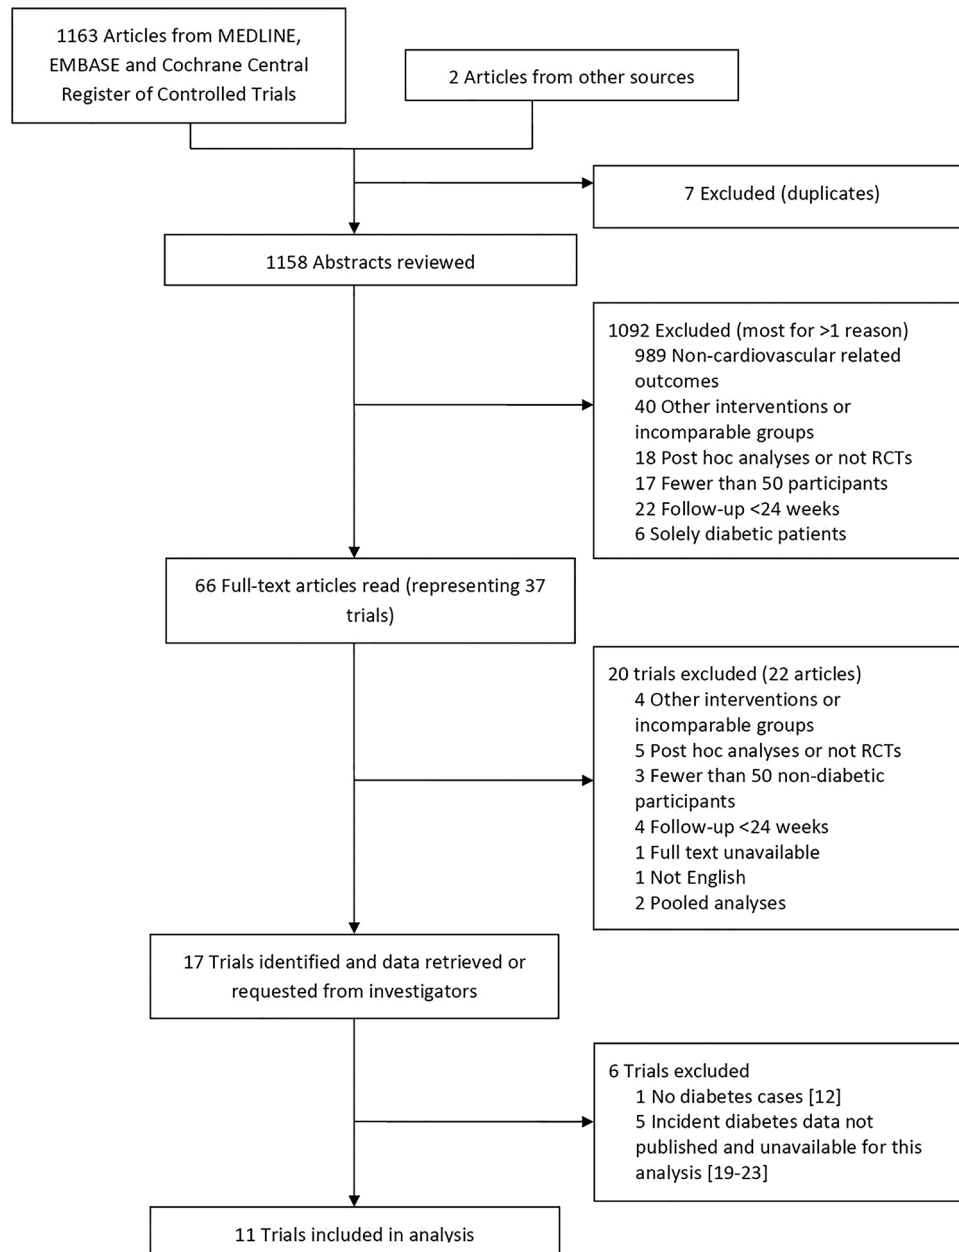 1163 Articles from MEDLINE,
EMBASE and Cochrane Central
Register of Controlled Trials
2 Articles from other sources
7 Excluded (duplicates)
1158 Abstracts reviewed
1092 Excluded (most for >1 reason)
989 Non-cardiovascular related
outcomes
40 Other interventions or
incomparable groups
18 Post hoc analyses or not RCTs
17 Fewer than 50 participants
22 Follow-up <24 weeks
6 Solely diabetic patients
66 Full-text articles read (representing 37
trials)
20 trials excluded (22 articles)
4 Other interventions or
incomparable groups
5 Post hoc analyses or not RCTs
3 Fewer than 50 non-diabetic
participants
4 Follow-up <24 weeks
1 Full text unavailable
1 Not English
2 Pooled analyses
17 Trials identified and data retrieved or
requested from investigators
6 Trials excluded
1 No diabetes cases [12]
5 Incident diabetes data not
published and unavailable for this
analysis [19-23]
11 Trials included in analysis